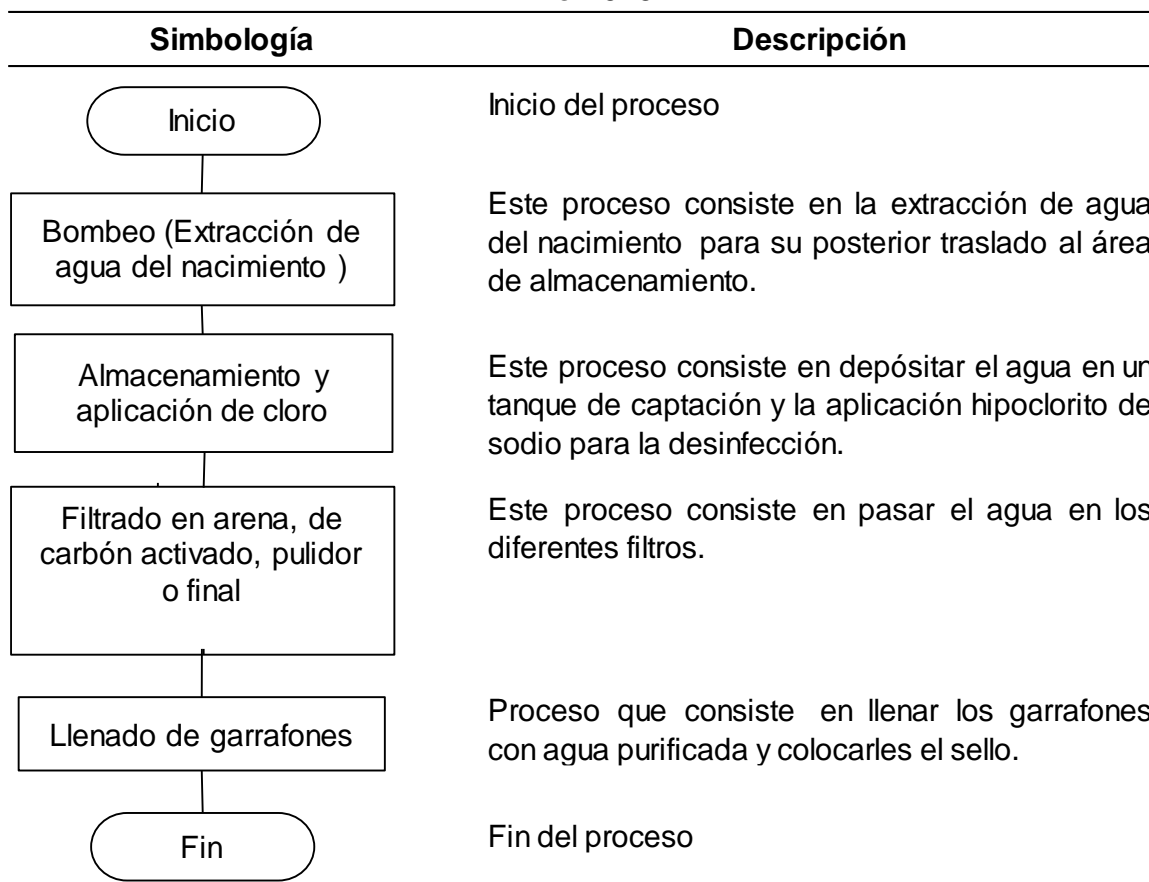 Simbología
Descripción
Inicio
Inicio del proceso
Bombeo (Extracción de
agua del nacimiento )
Este proceso consiste en la extracción de agua
del nacimiento para su posterior traslado al área
de almacenamiento.
Almacenamiento y
aplicación de cloro
Este proceso consiste en depósitar el agua en un
tanque de captación y la aplicación hipoclorito de
sodio para la desinfección.
Filtrado en arena, de
carbón activado, pulidor
o final
Este proceso consiste en pasar el agua en los
diferentes filtros.
Llenado de garrafones
Proceso que consiste en llenar los garrafones
con agua purificada y colocarles el sello.
Fin
Fin del proceso